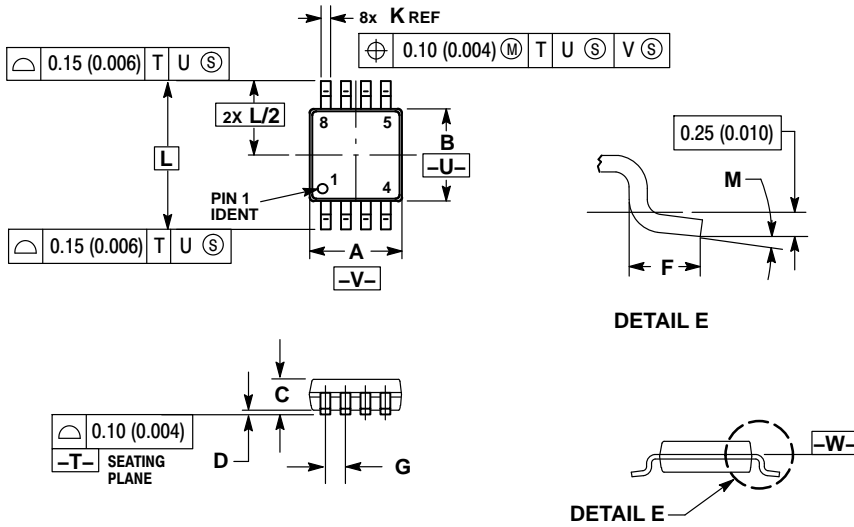 8x K REF
0.15 (0.006) T U Ⓢ
0.10 (0.004) Ⓜ T U Ⓢ V Ⓢ
2X L/2
8 5
B
–U–
L
PIN 1
IDENT
1
4
0.15 (0.006) T U Ⓢ
A
–V–
0.25 (0.010)
M
F
DETAIL E
C
0.10 (0.004)
–T– SEATING
PLANE
D
G
–W–
DETAIL E